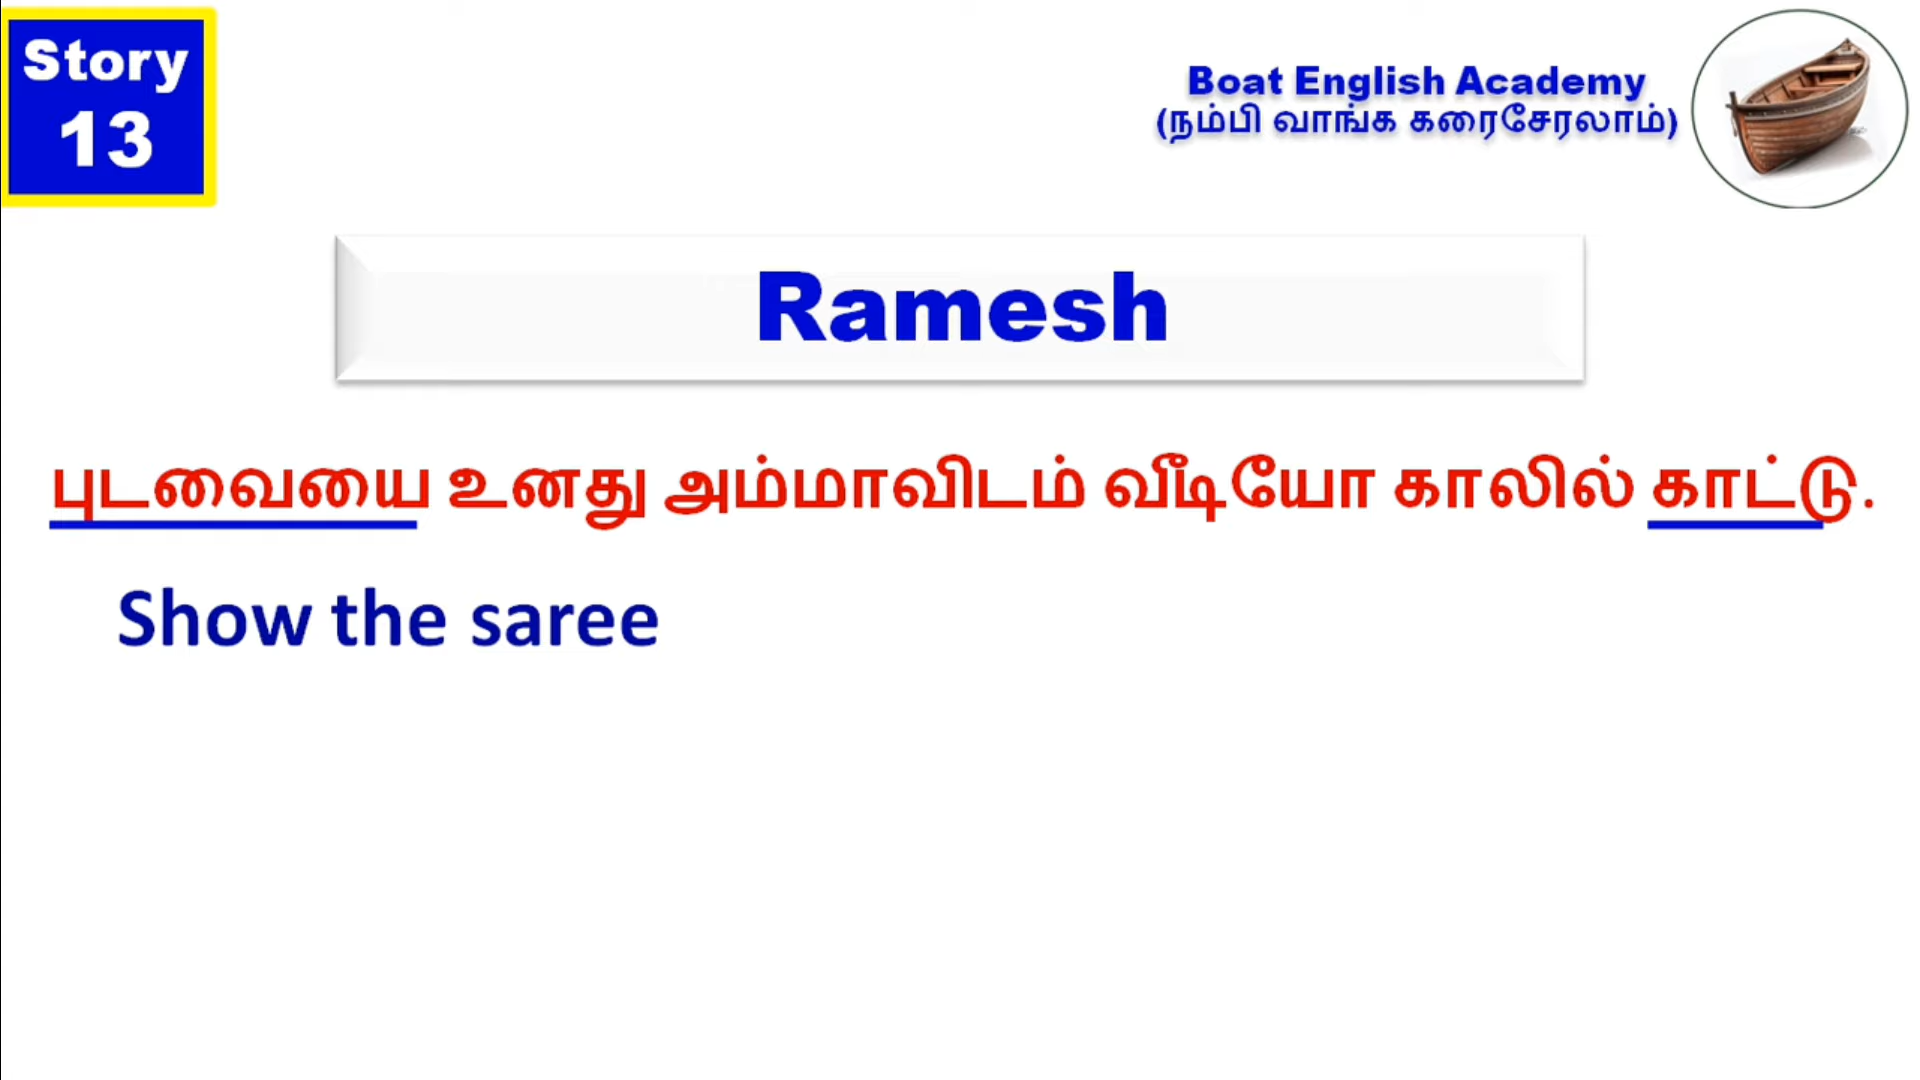 Story
13
Boat English Academy
(நம்பி வாங்க கரைசேரலாம்)
Ramesh
புடவையை உனது அம்மாவிடம் வீடியோ காலில் காட்டு.
Show the saree